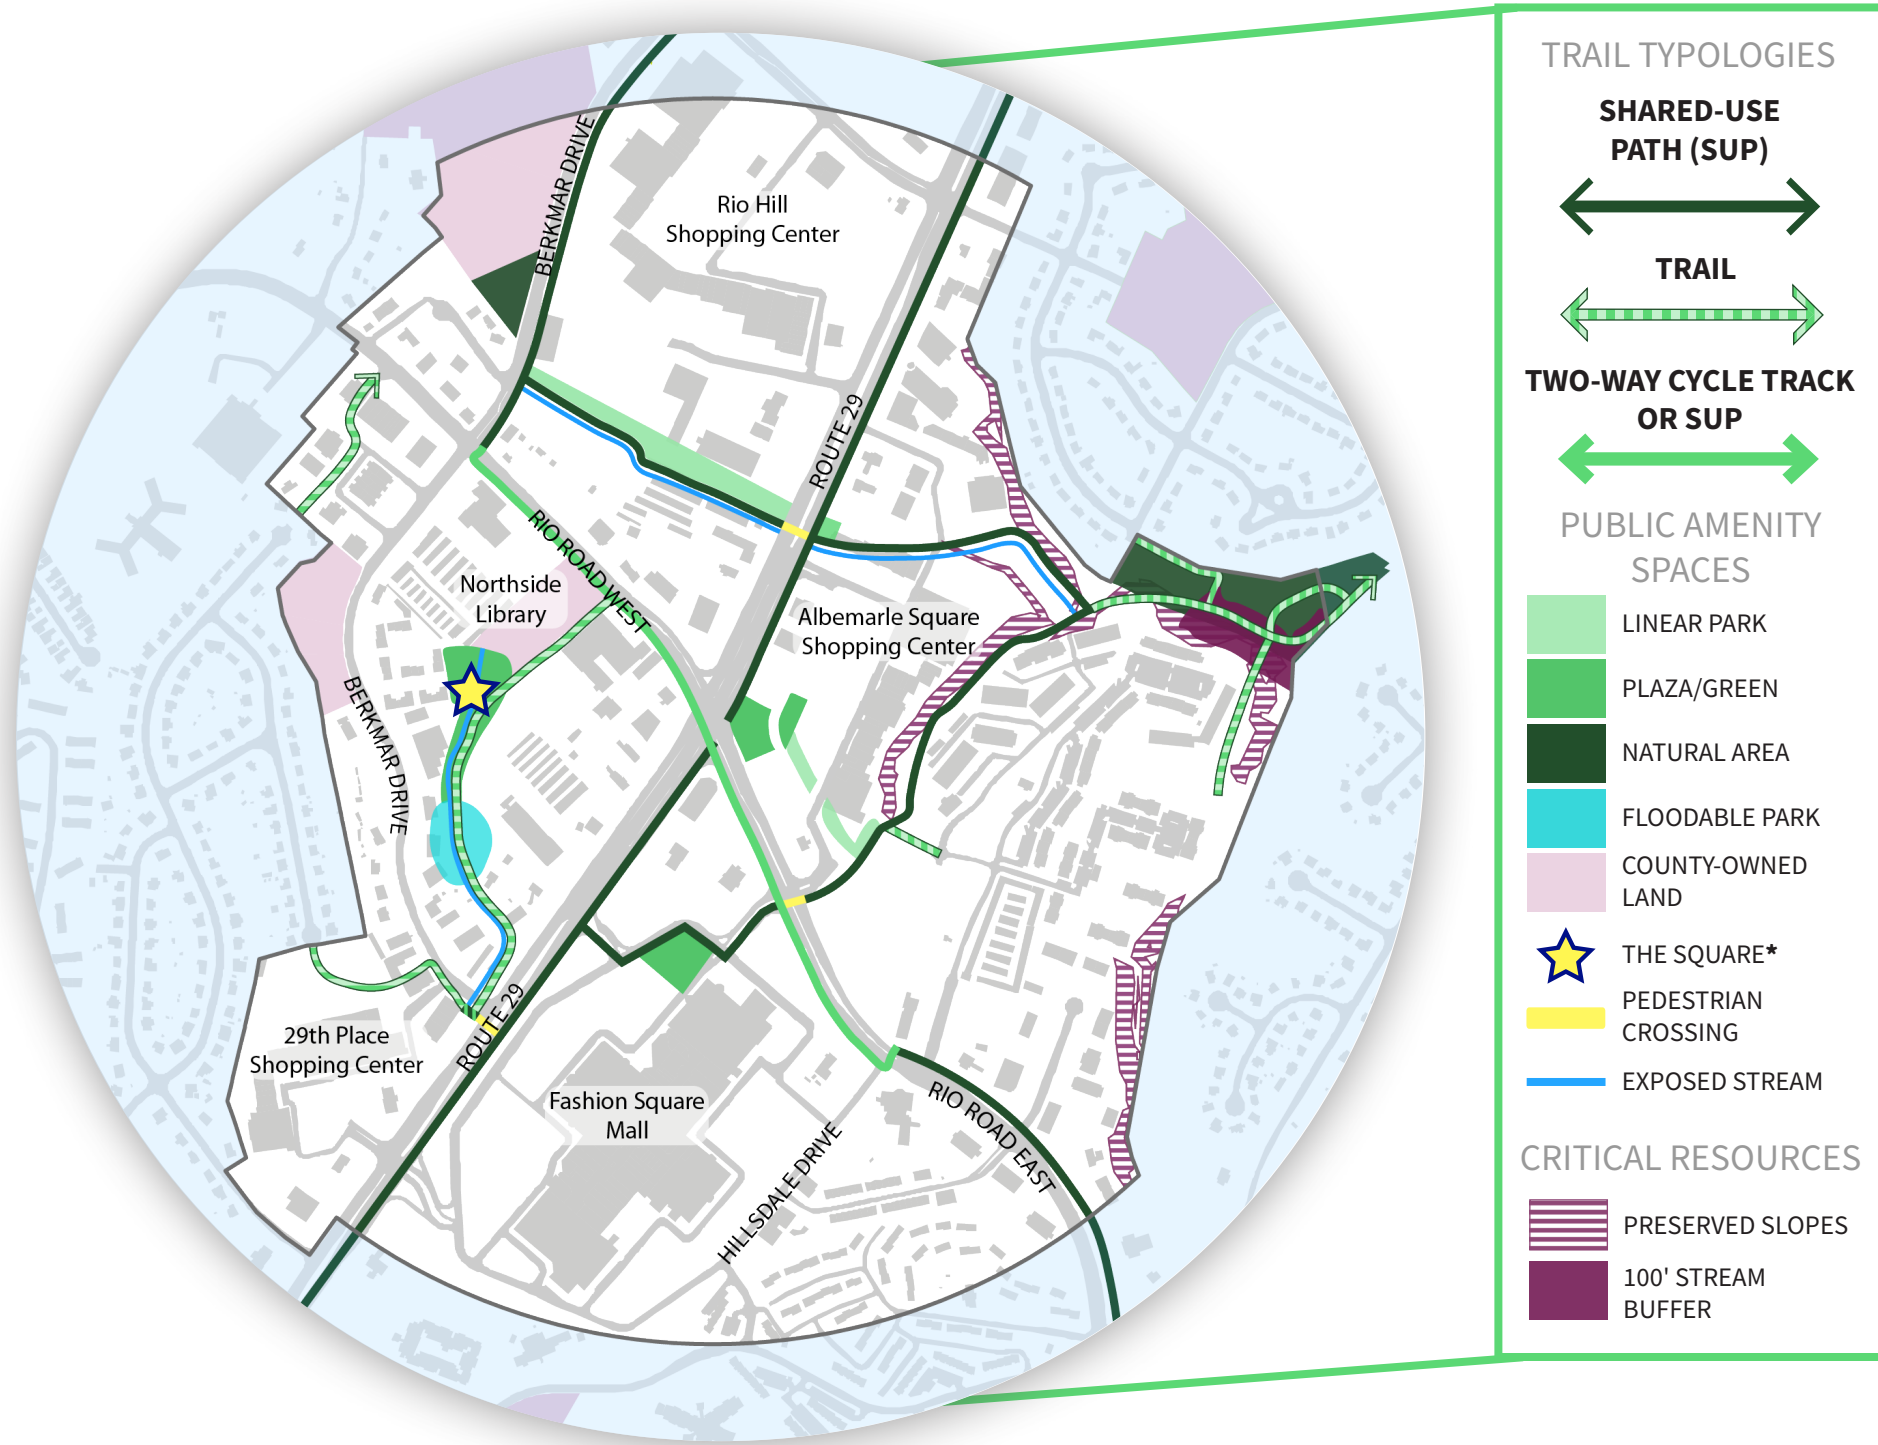 BERKMAR DRIVE
Rio Hill
Shopping Center
ROUTE 29
RIO ROAD WEST
Northside
Library
Albemarle Square
Shopping Center
BERKMAR DRIVE
29th Place
Shopping Center
ROUTE 29
Fashion Square
Mall
HILLSDALE DRIVE
RIO ROAD EAST
TRAIL TYPOLOGIES
SHARED-USE
PATH (SUP)
TRAIL
TWO-WAY CYCLE TRACK
OR SUP
PUBLIC AMENITY
SPACES
LINEAR PARK
PLAZA/GREEN
NATURAL AREA
FLOODABLE PARK
COUNTY-OWNED
LAND
THE SQUARE*
PEDESTRIAN
CROSSING
EXPOSED STREAM
CRITICAL RESOURCES
PRESERVED SLOPES
100' STREAM
BUFFER